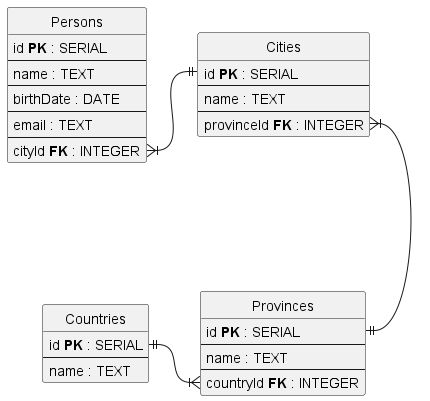 Persons
id PK : SERIAL
name : TEXT
birthDate : DATE
email : TEXT
cityId FK : INTEGER
Cities
id PK : SERIAL
name : TEXT
provinceId FK : INTEGER
Countries
id PK : SERIAL
name : TEXT
Provinces
id PK : SERIAL
name : TEXT
countryId FK : INTEGER